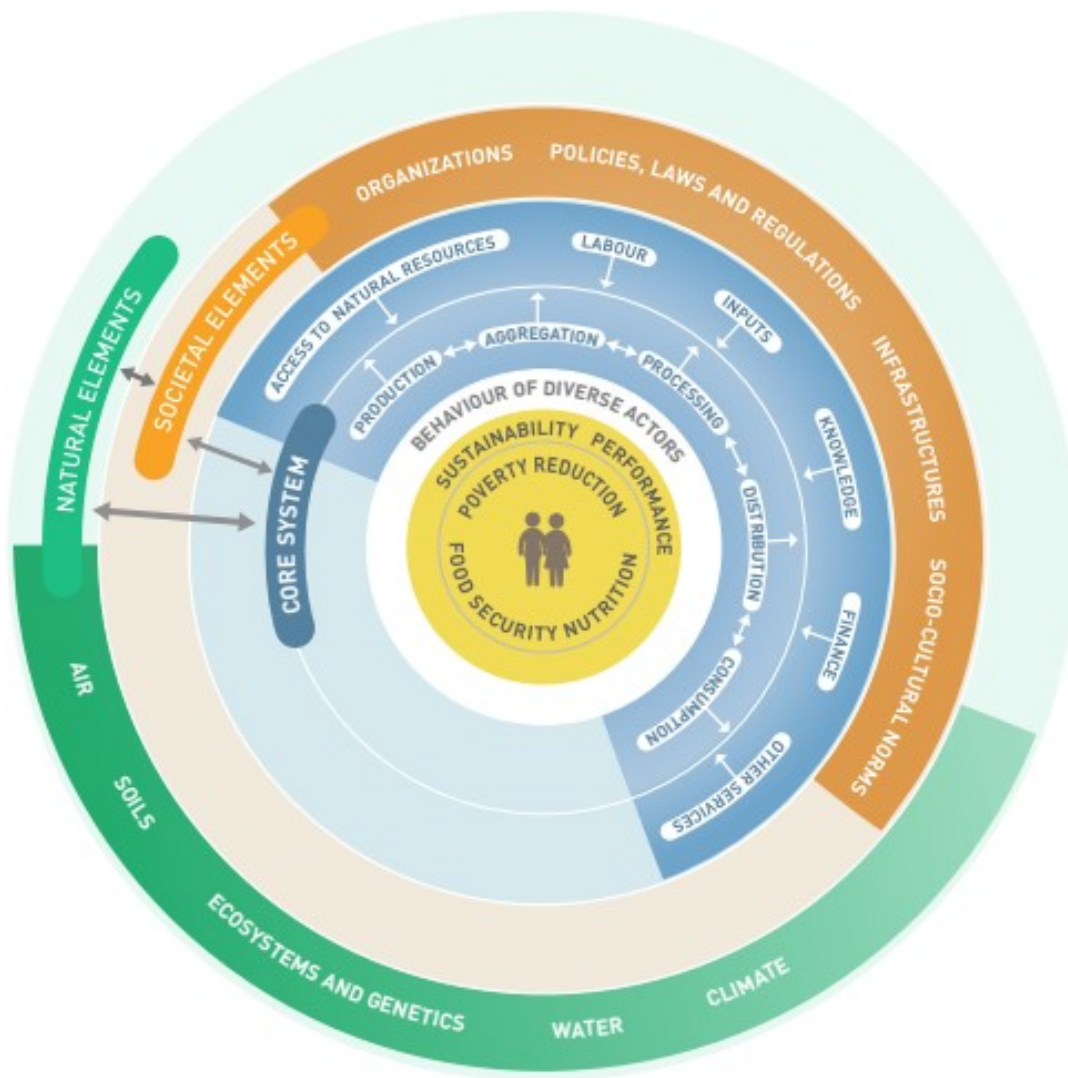 NATURAL ELEMENTS
SOCIETAL ELEMENTS
CORE SYSTEM
ORGANIZATIONS
POLICIES, LAWS AND REGULATIONS
INFRASTRUCTURES
SOCIO-CULTURAL NORMS
ACCESS TO NATURAL RESOURCES
LABOUR
INPUTS
KNOWLEDGE
FINANCE
OTHER SERVICES
PRODUCTION
AGGREGATION
PROCESSING
DISTRIBUTION
CONSUMPTION
BEHAVIOUR OF DIVERSE ACTORS
SUSTAINABILITY PERFORMANCE
POVERTY REDUCTION
FOOD SECURITY NUTRITION
AIR
SOILS
ECOSYSTEMS AND GENETICS
WATER
CLIMATE